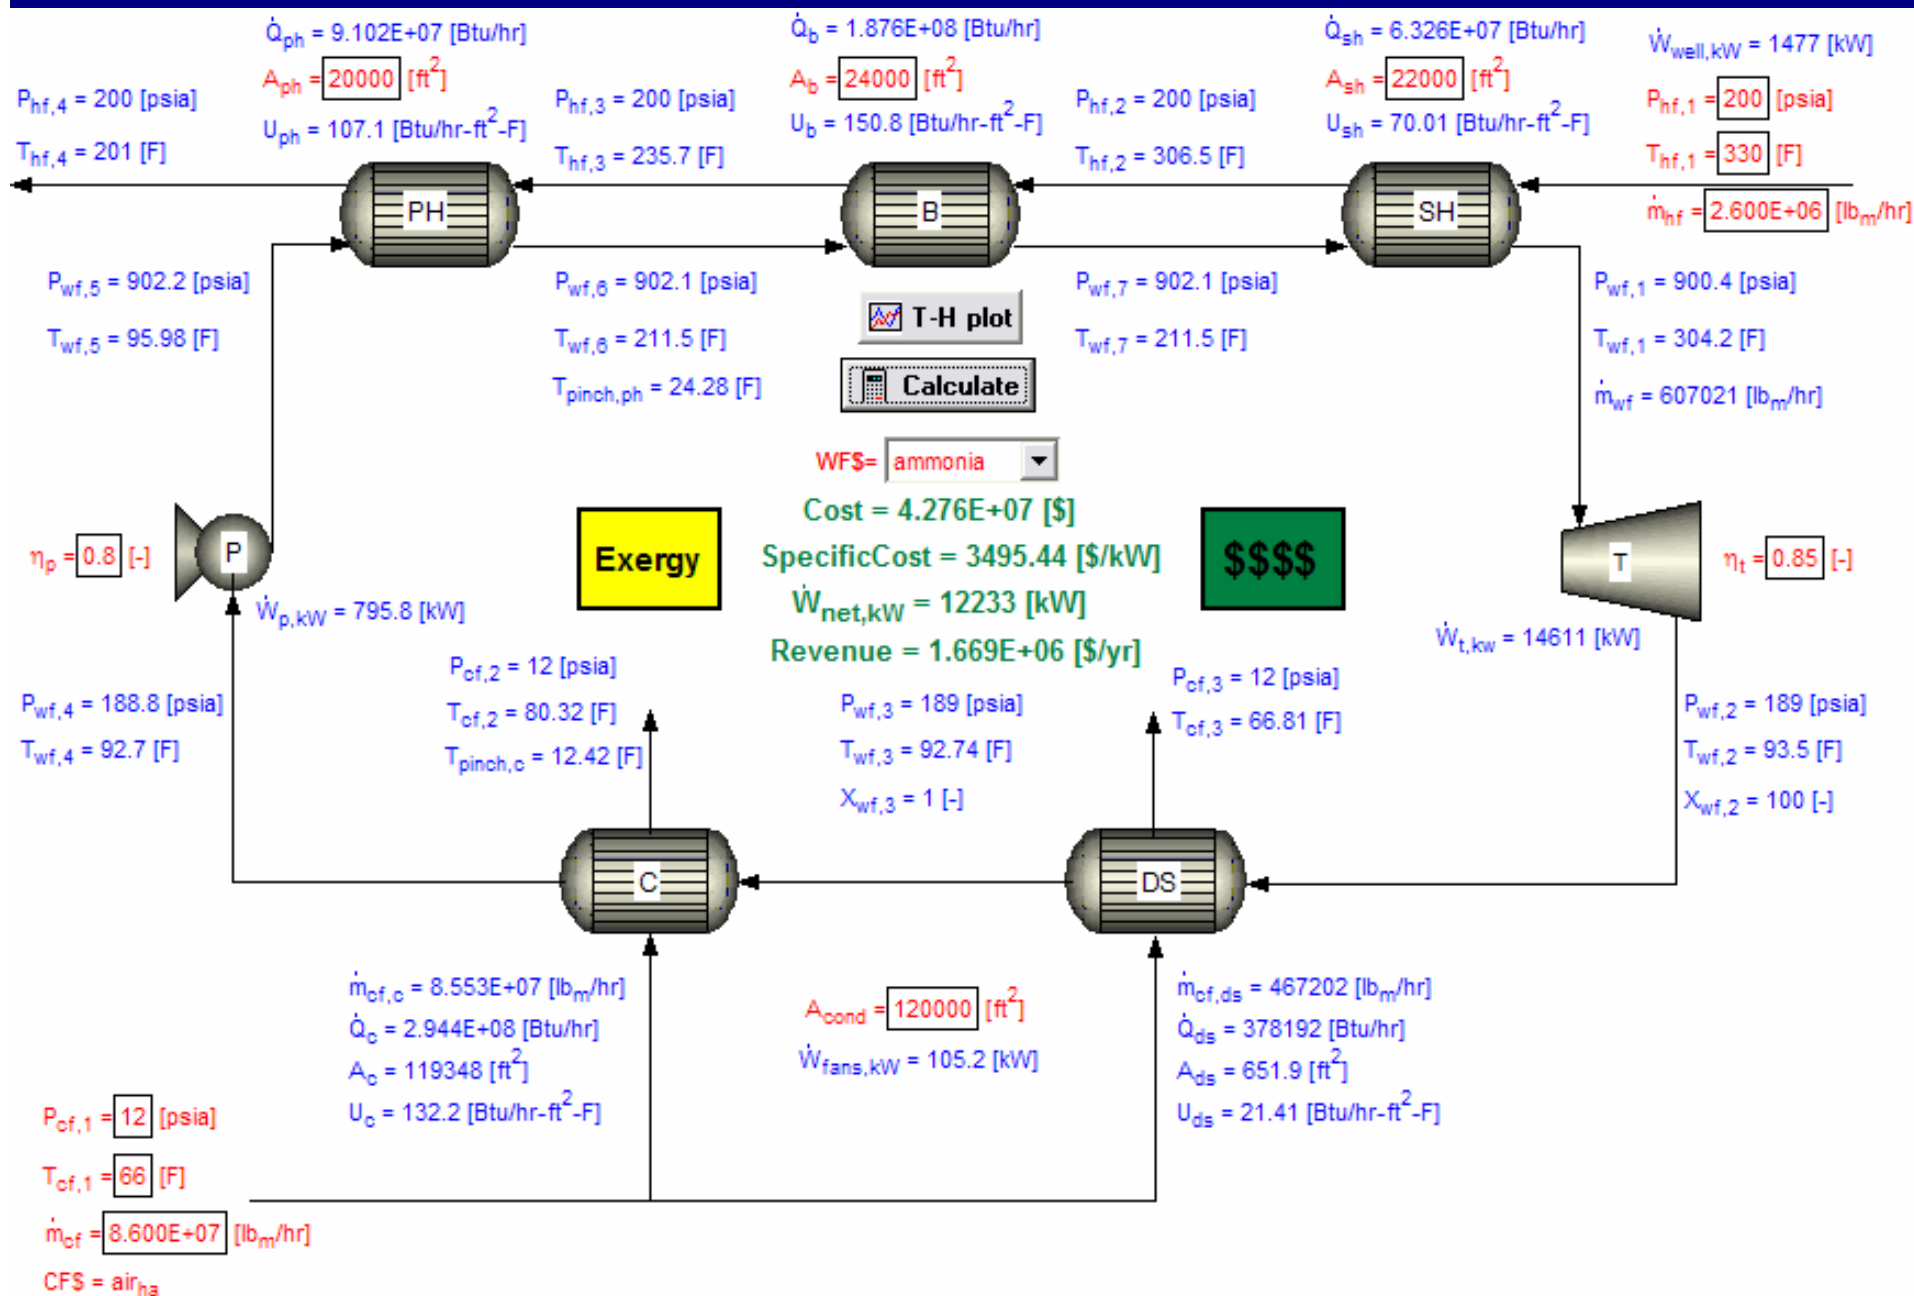 Q̇ph = 9.102E+07 [Btu/hr]
Aph = 20000 [ft²]
Uph = 107.1 [Btu/hr-ft²-F]
Q̇b = 1.876E+08 [Btu/hr]
Ab = 24000 [ft²]
Ub = 150.8 [Btu/hr-ft²-F]
Q̇sh = 6.326E+07 [Btu/hr]
Ash = 22000 [ft²]
Ush = 70.01 [Btu/hr-ft²-F]
Ẇwell,kW = 1477 [kW]
Phf,1 = 200 [psia]
Thf,1 = 330 [F]
ṁhf = 2.600E+06 [lbm/hr]
Phf,4 = 200 [psia]
Thf,4 = 201 [F]
Phf,3 = 200 [psia]
Thf,3 = 235.7 [F]
Phf,2 = 200 [psia]
Thf,2 = 306.5 [F]
PH
B
SH
Pwf,5 = 902.2 [psia]
Twf,5 = 95.98 [F]
Pwf,6 = 902.1 [psia]
Twf,6 = 211.5 [F]
Tpinch,ph = 24.28 [F]
T-H plot
Calculate
Pwf,7 = 902.1 [psia]
Twf,7 = 211.5 [F]
Pwf,1 = 900.4 [psia]
Twf,1 = 304.2 [F]
ṁwf = 607021 [lbm/hr]
WF$= ammonia
Cost = 4.276E+07 [$]
SpecificCost = 3495.44 [$/kW]
Ẇnet,kW = 12233 [kW]
Revenue = 1.669E+06 [$/yr]
Exergy
$$$$
ηp = 0.8 [-]
P
Ẇp,kW = 795.8 [kW]
T
ηt = 0.85 [-]
Ẇt,kw = 14611 [kW]
Pwf,4 = 188.8 [psia]
Twf,4 = 92.7 [F]
Pcf,2 = 12 [psia]
Tcf,2 = 80.32 [F]
Tpinch,c = 12.42 [F]
Pwf,3 = 189 [psia]
Twf,3 = 92.74 [F]
Xwf,3 = 1 [-]
Pcf,3 = 12 [psia]
Tcf,3 = 66.81 [F]
Pwf,2 = 189 [psia]
Twf,2 = 93.5 [F]
Xwf,2 = 100 [-]
C
DS
ṁcf,c = 8.553E+07 [lbm/hr]
Q̇c = 2.944E+08 [Btu/hr]
Ac = 119348 [ft²]
Uc = 132.2 [Btu/hr-ft²-F]
Acond = 120000 [ft²]
Ẇfans,kW = 105.2 [kW]
ṁcf,ds = 467202 [lbm/hr]
Q̇ds = 378192 [Btu/hr]
Ads = 651.9 [ft²]
Uds = 21.41 [Btu/hr-ft²-F]
Pcf,1 = 12 [psia]
Tcf,1 = 66 [F]
ṁcf = 8.600E+07 [lbm/hr]
CF$ = airha